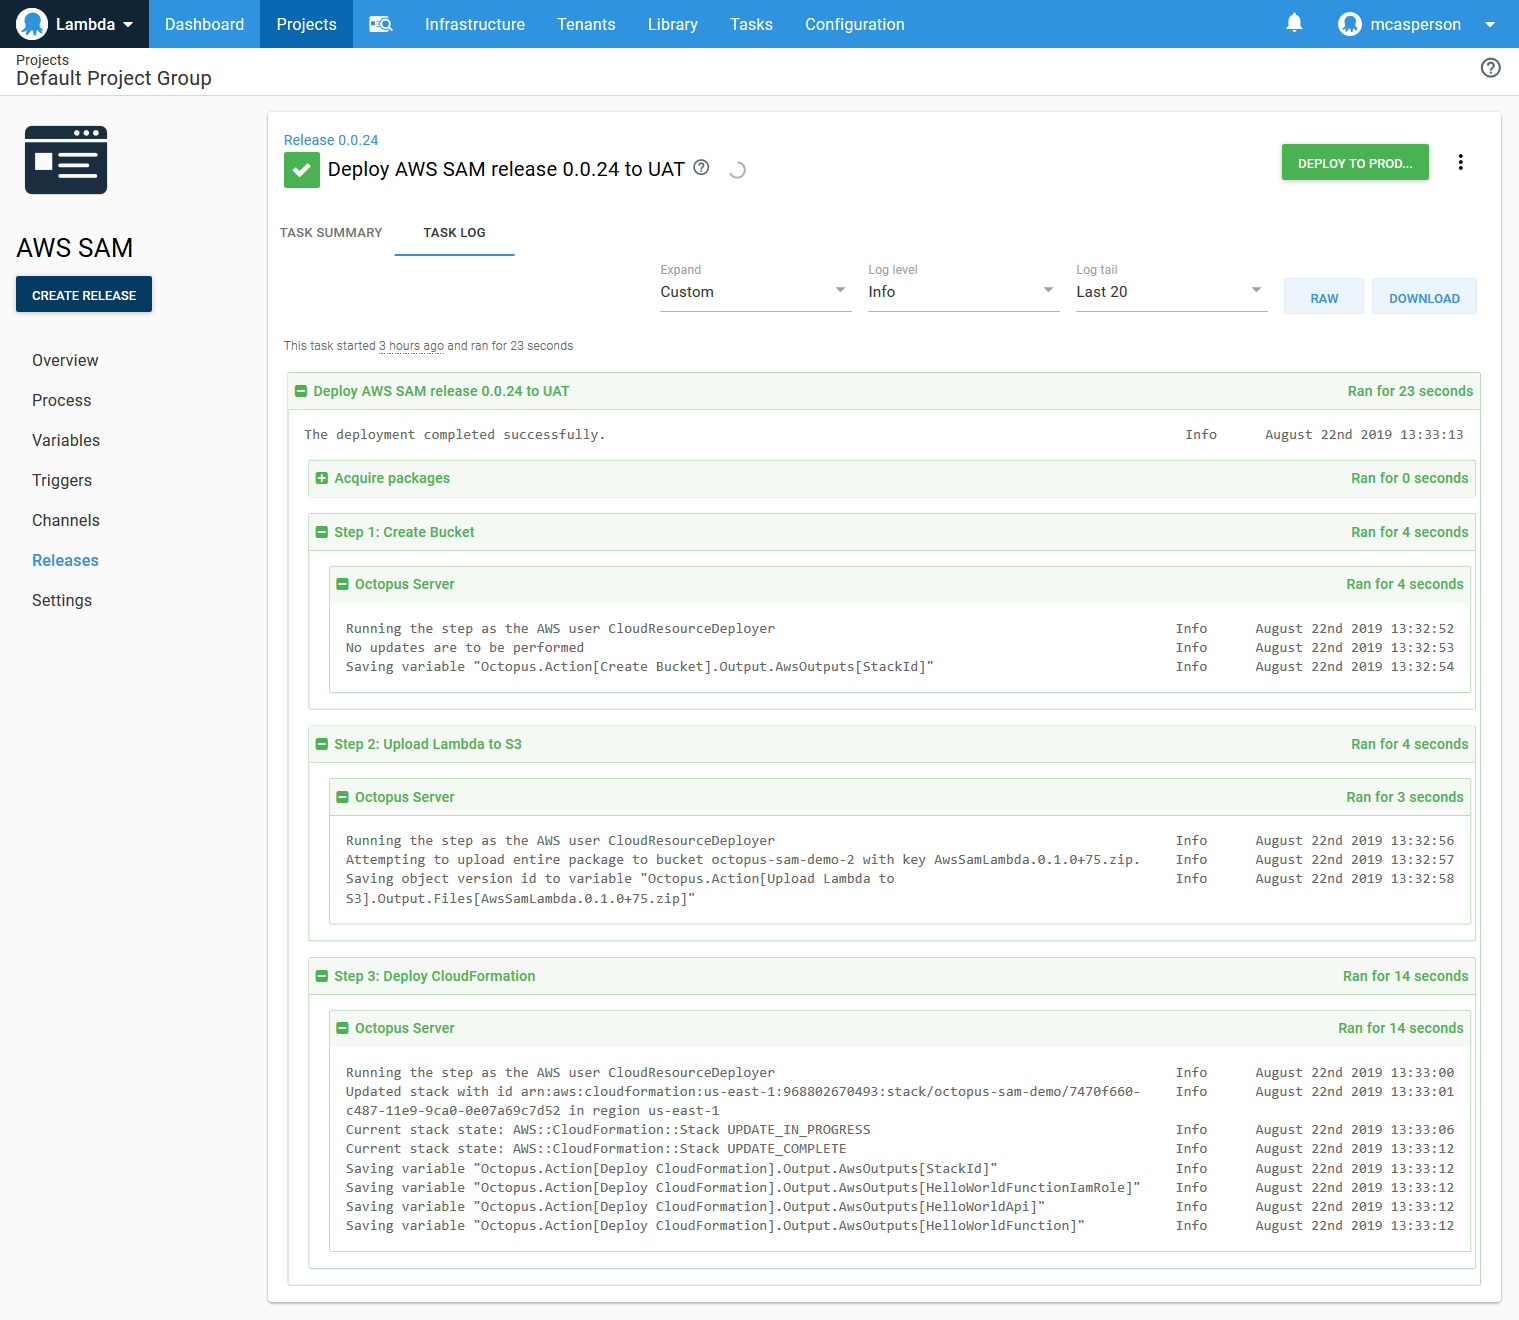 Lambda Dashboard Projects Infrastructure Tenants Library Tasks Configuration mcasperson
Projects
Default Project Group
AWS SAM
CREATE RELEASE
Overview
Process
Variables
Triggers
Channels
Releases
Settings
Release 0.0.24
Deploy AWS SAM release 0.0.24 to UAT
DEPLOY TO PROD...
TASK SUMMARY TASK LOG
Expand Log level Log tail
Custom Info Last 20 RAW DOWNLOAD
This task started 3 hours ago and ran for 23 seconds
Deploy AWS SAM release 0.0.24 to UAT Ran for 23 seconds
The deployment completed successfully. Info August 22nd 2019 13:33:13
Acquire packages Ran for 0 seconds
Step 1: Create Bucket Ran for 4 seconds
Octopus Server Ran for 4 seconds
Running the step as the AWS user CloudResourceDeployer Info August 22nd 2019 13:32:52
No updates are to be performed Info August 22nd 2019 13:32:53
Saving variable "Octopus.Action[Create Bucket].Output.AwsOutputs[StackId]" Info August 22nd 2019 13:32:54
Step 2: Upload Lambda to S3 Ran for 4 seconds
Octopus Server Ran for 3 seconds
Running the step as the AWS user CloudResourceDeployer Info August 22nd 2019 13:32:56
Attempting to upload entire package to bucket octopus-sam-demo-2 with key AwsSamLambda.0.1.0+75.zip. Info August 22nd 2019 13:32:57
Saving object version id to variable "Octopus.Action[Upload Lambda to Info August 22nd 2019 13:32:58
S3].Output.Files[AwsSamLambda.0.1.0+75.zip]"
Step 3: Deploy CloudFormation Ran for 14 seconds
Octopus Server Ran for 14 seconds
Running the step as the AWS user CloudResourceDeployer Info August 22nd 2019 13:33:00
Updated stack with id arn:aws:cloudformation:us-east-1:968802670493:stack/octopus-sam-demo/7470f660- Info August 22nd 2019 13:33:01
c487-11e9-9ca0-0e07a69c7d52 in region us-east-1
Current stack state: AWS::CloudFormation::Stack UPDATE_IN_PROGRESS Info August 22nd 2019 13:33:06
Current stack state: AWS::CloudFormation::Stack UPDATE_COMPLETE Info August 22nd 2019 13:33:12
Saving variable "Octopus.Action[Deploy CloudFormation].Output.AwsOutputs[StackId]" Info August 22nd 2019 13:33:12
Saving variable "Octopus.Action[Deploy CloudFormation].Output.AwsOutputs[HelloWorldFunctionIamRole]" Info August 22nd 2019 13:33:12
Saving variable "Octopus.Action[Deploy CloudFormation].Output.AwsOutputs[HelloWorldApi]" Info August 22nd 2019 13:33:12
Saving variable "Octopus.Action[Deploy CloudFormation].Output.AwsOutputs[HelloWorldFunction]" Info August 22nd 2019 13:33:12